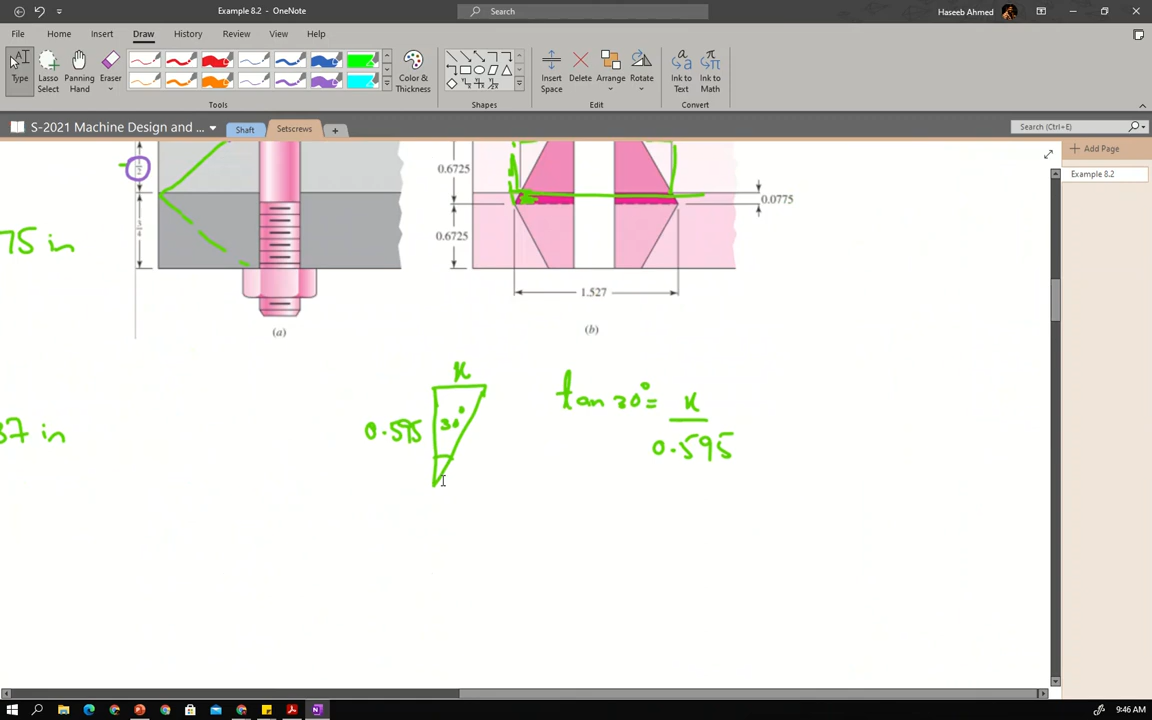 Example 8.2 - OneNote
Search
Haseeb Ahmed
File Home Insert Draw History Review View Help
Type
Lasso Select
Panning Hand
Eraser
Color & Thickness
Insert Space
Delete
Arrange
Rotate
Ink to Text
Ink to Math
Tools
Shapes
Edit
Convert
S-2021 Machine Design and ...
Shaft
Setscrews
Search (Ctrl+E)
Add Page
Example 8.2
0.6725
0.0775
0.6725
75 in
1.527
(a)
(b)
x
tan 30° = x / 0.595
0.595
30°
37 in
9:46 AM